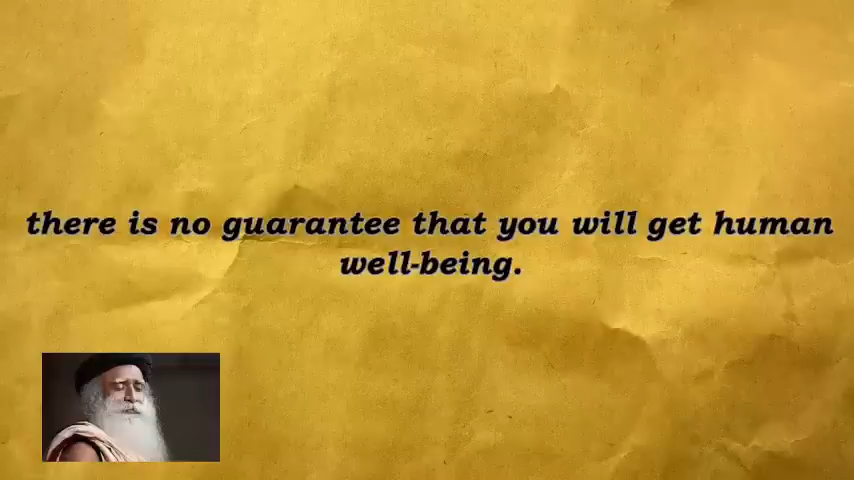 there is no guarantee that you will get human
well-being.